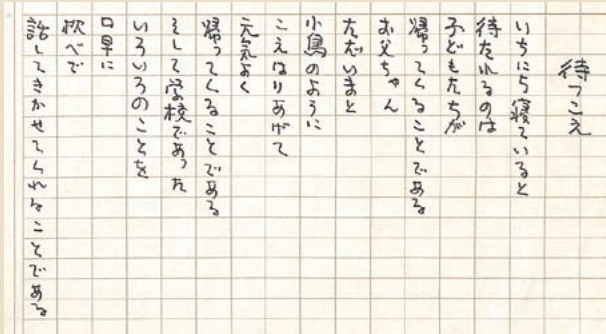 待つこえ
いちにち寝ていると
待たれるのは
子どもたちが
帰ってくることである
お父ちゃん
ただいまと
小鳥のように
こえはりあげて
元気よく
帰ってくることである
そして学校であった
いろいろのことを
口早に
枕べで
話してきかせてくれることである